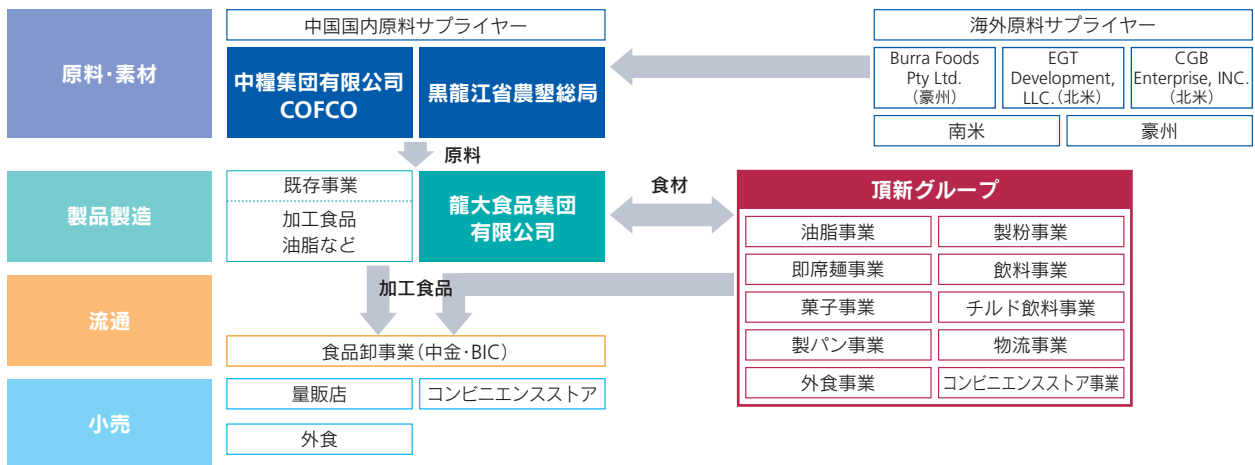 中国国内原料サプライヤー
海外原料サプライヤー
原料・素材
中糧集団有限公司
COFCO
黒龍江省農墾総局
Burra Foods
Pty Ltd.
（豪州）
EGT
Development,
LLC.（北米）
CGB
Enterprise, INC.
（北米）
南米
豪州
原料
製品製造
既存事業
加工食品
油脂など
龍大食品集団
有限公司
食材
頂新グループ
油脂事業
製粉事業
即席麺事業
飲料事業
菓子事業
チルド飲料事業
製パン事業
物流事業
外食事業
コンビニエンスストア事業
流通
加工食品
食品卸事業（中金・BIC）
小売
量販店
コンビニエンスストア
外食